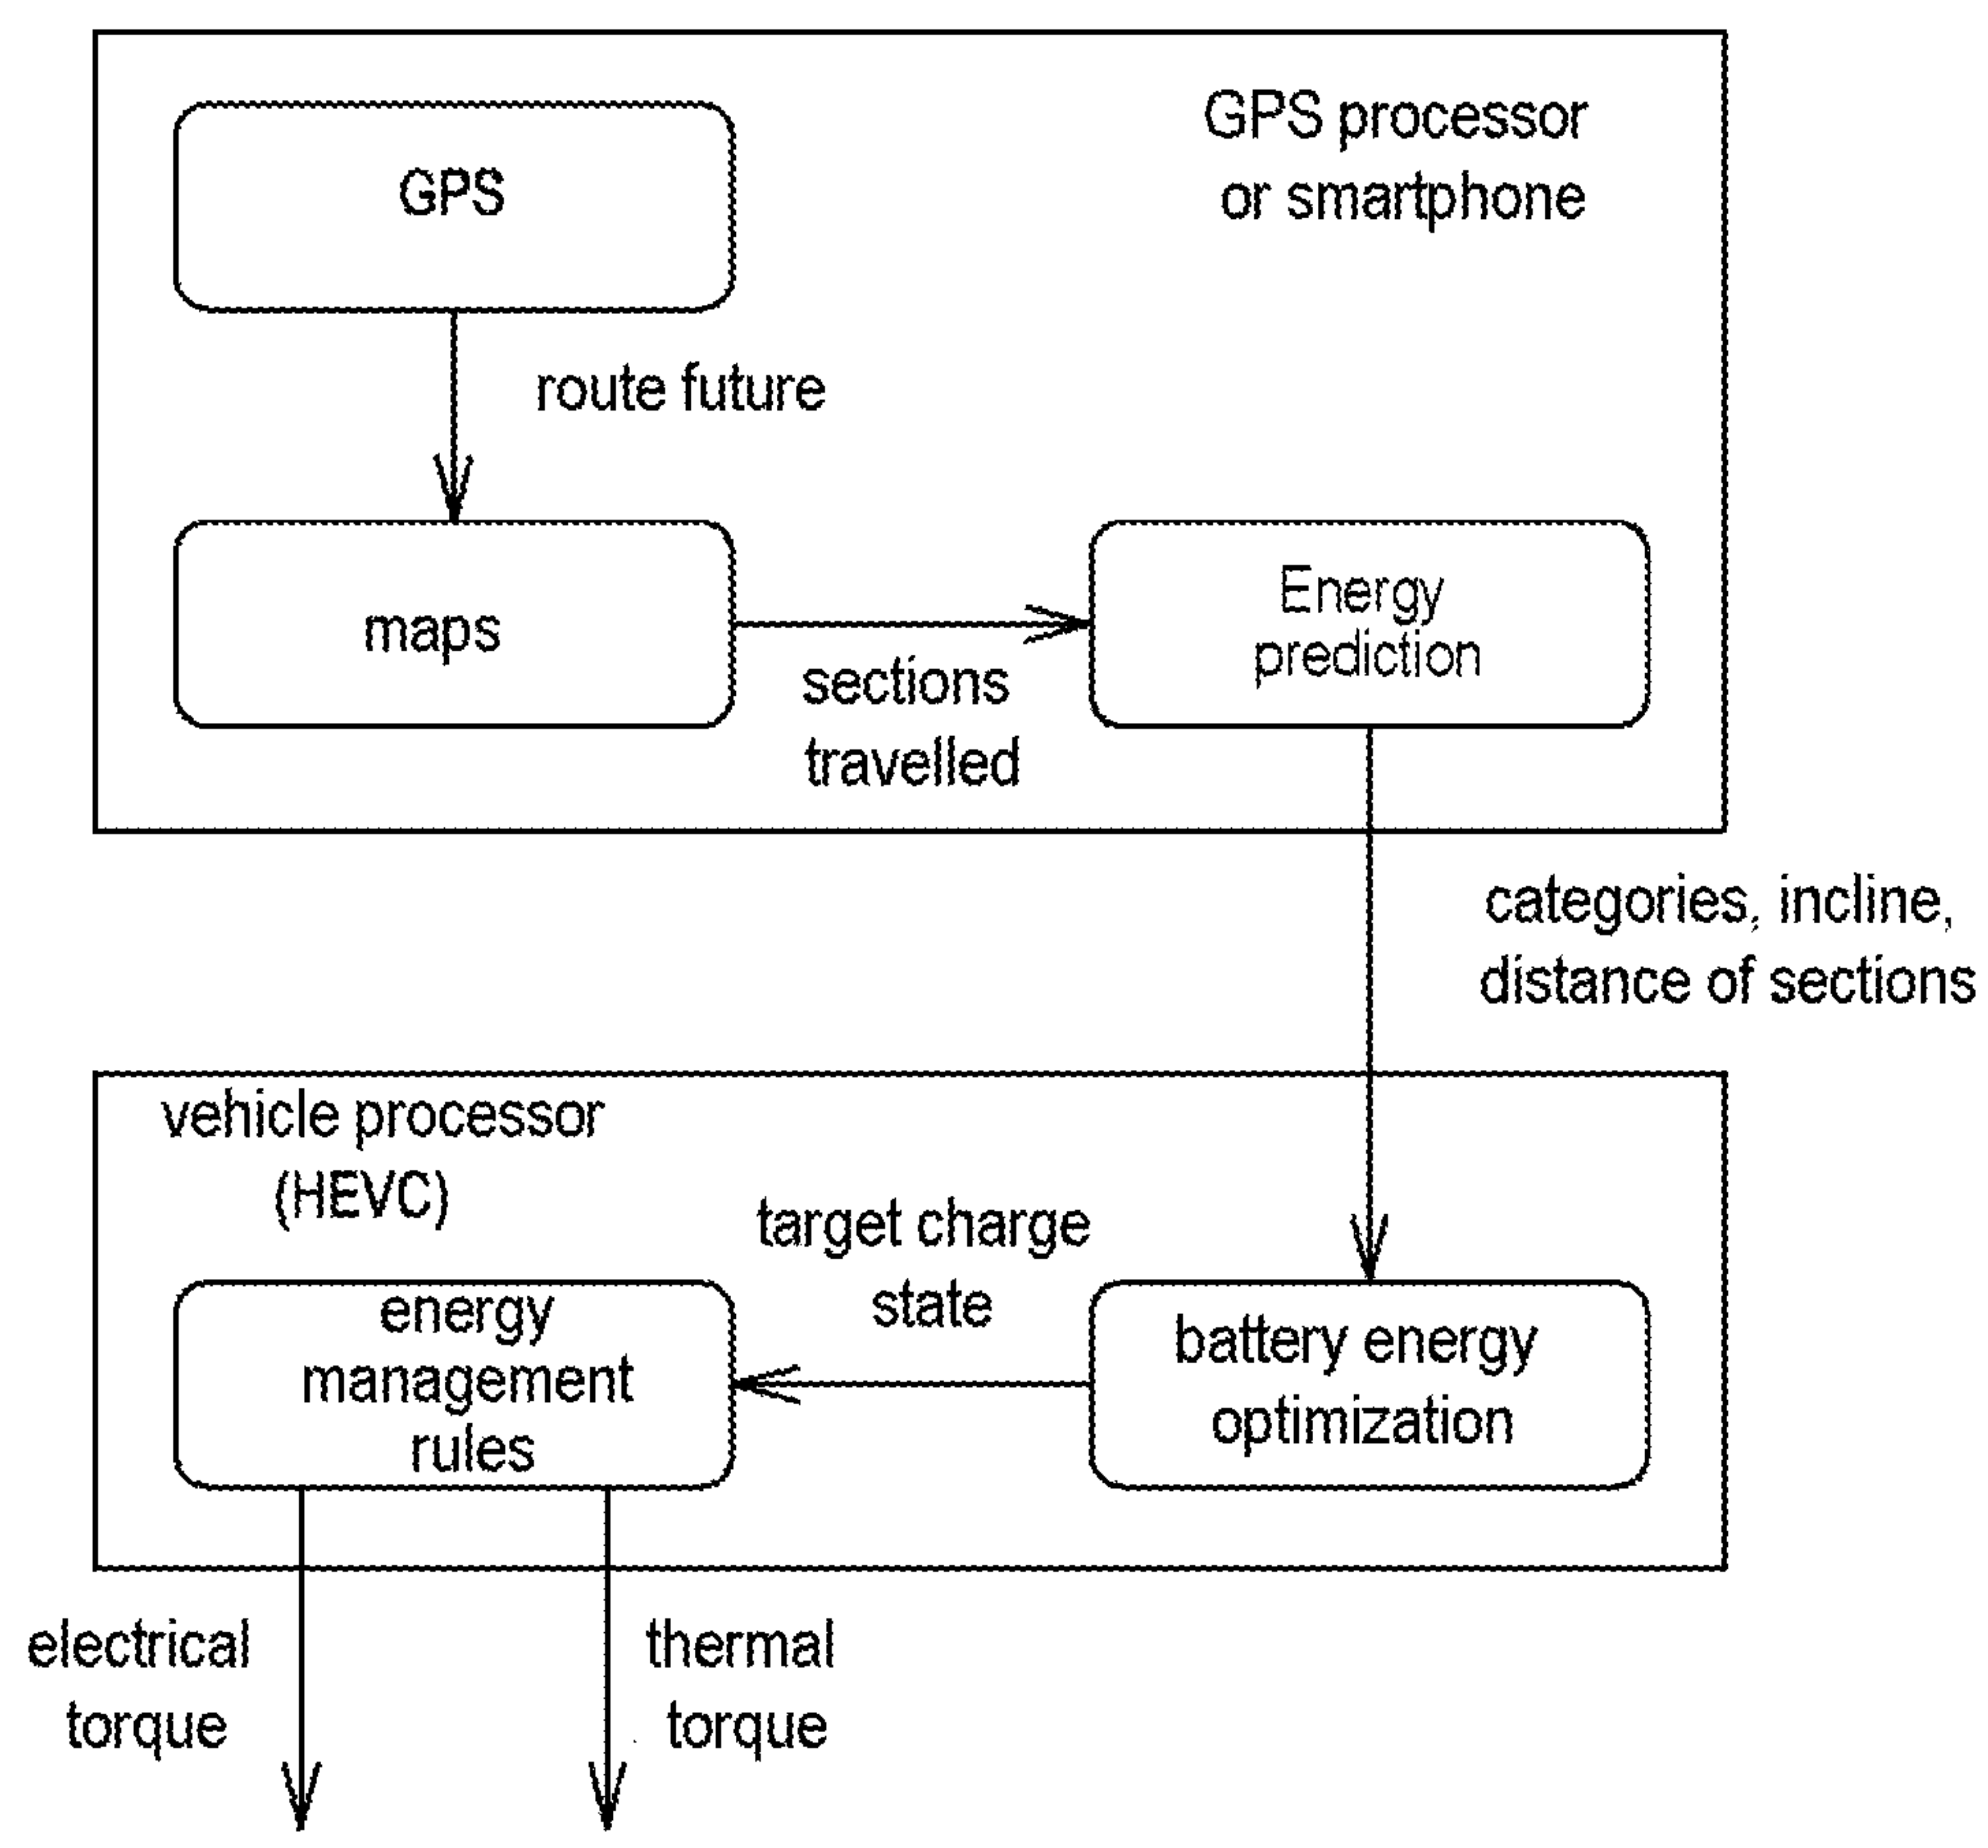 GPS
GPS processor
or smartphone
route future
maps
Energy
prediction
sections
travelled
categories, incline,
distance of sections
vehicle processor
(HEVC)
target charge
state
energy
management
rules
battery energy
optimization
electrical
torque
thermal
torque